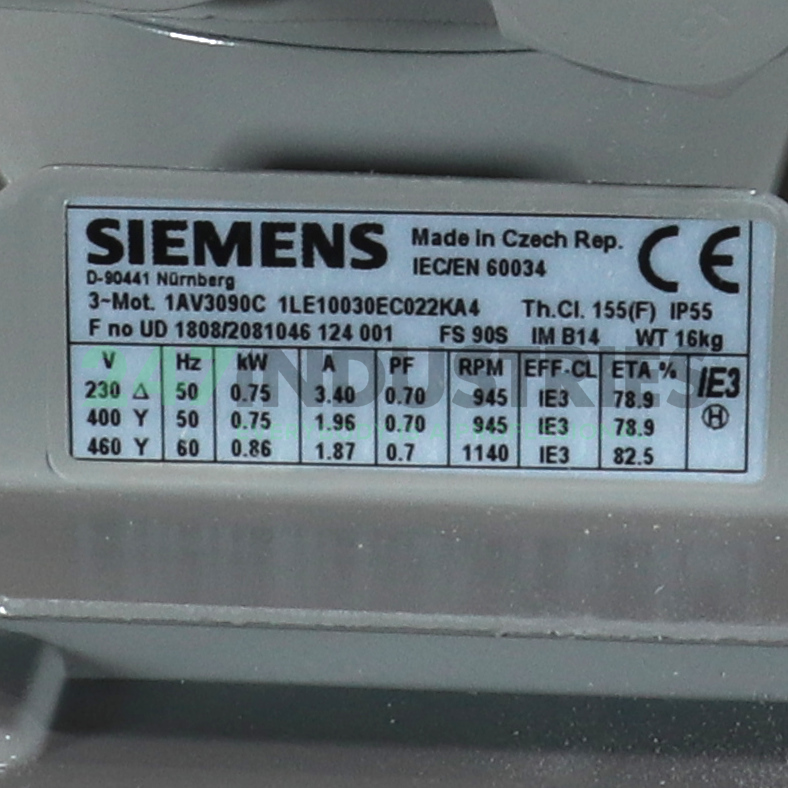 SIEMENS
Made in Czech Rep.
IEC/EN 60034
CE
D-90441 Nürnberg
3~Mot. 1AV3090C 1LE10030EC022KA4 Th.Cl. 155(F) IP55
F no UD 1808/2081046 124 001 FS 90S IM B14 WT 16kg
V Hz kW A PF RPM EFF-CL ETA % IE3
230 Δ 50 0.75 3.40 0.70 945 IE3 78.9 H
400 Y 50 0.75 1.96 0.70 945 IE3 78.9
460 Y 60 0.86 1.87 0.7 1140 IE3 82.5
247 INDUSTRIES